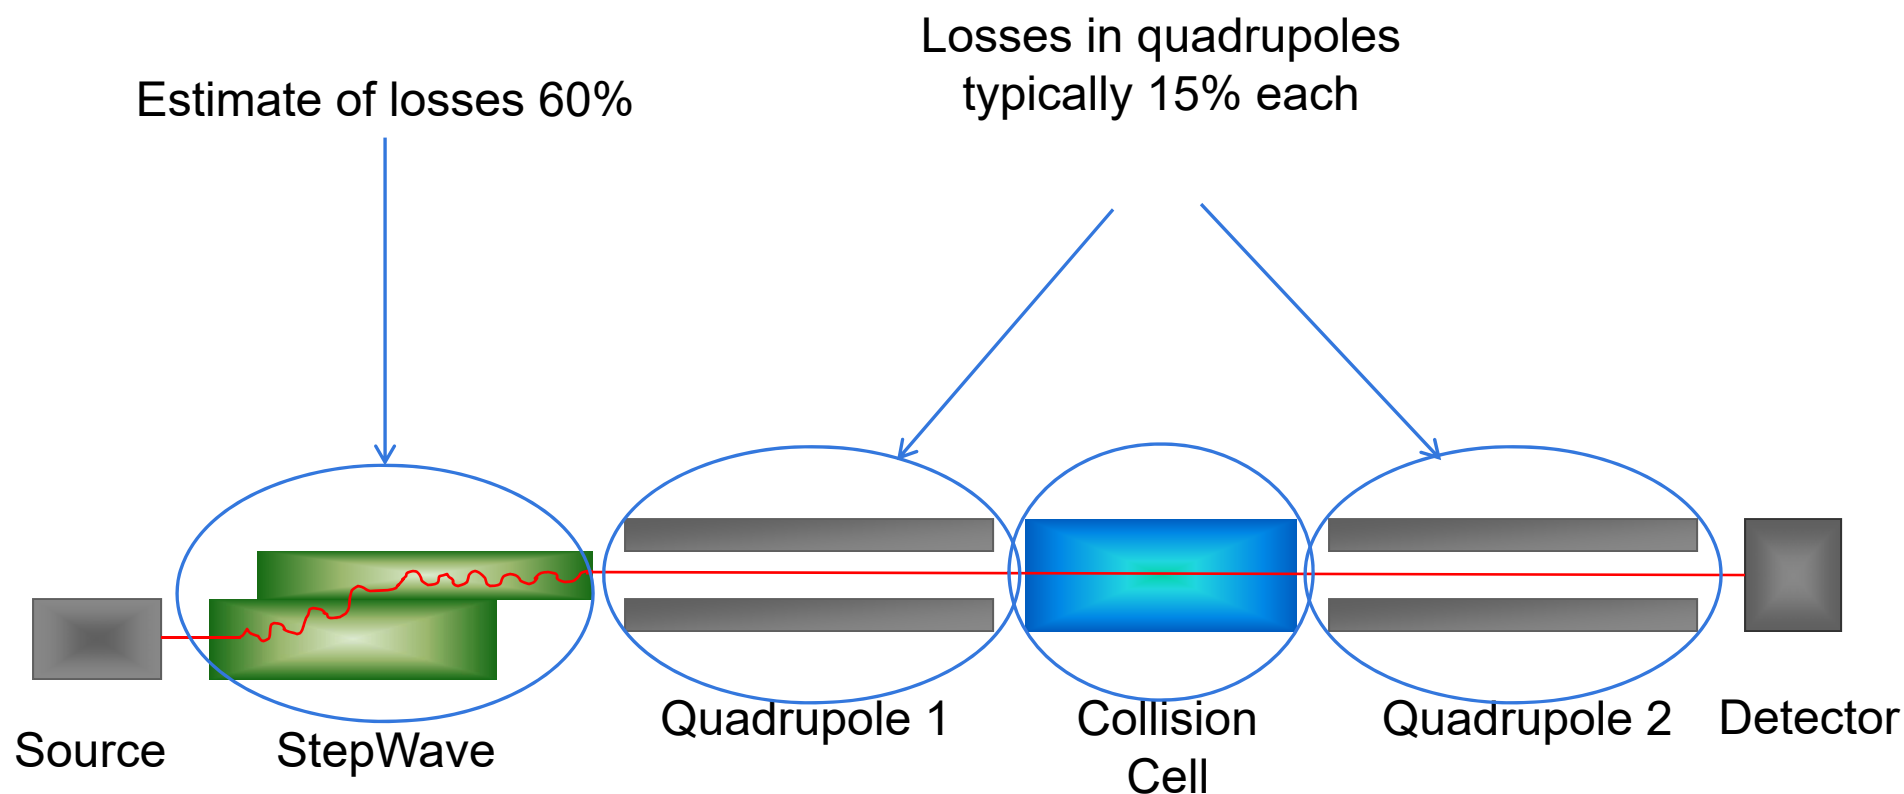 Losses in quadrupoles
typically 15% each
Estimate of losses 60%
Source
StepWave
Quadrupole 1
Collision
Cell
Quadrupole 2
Detector